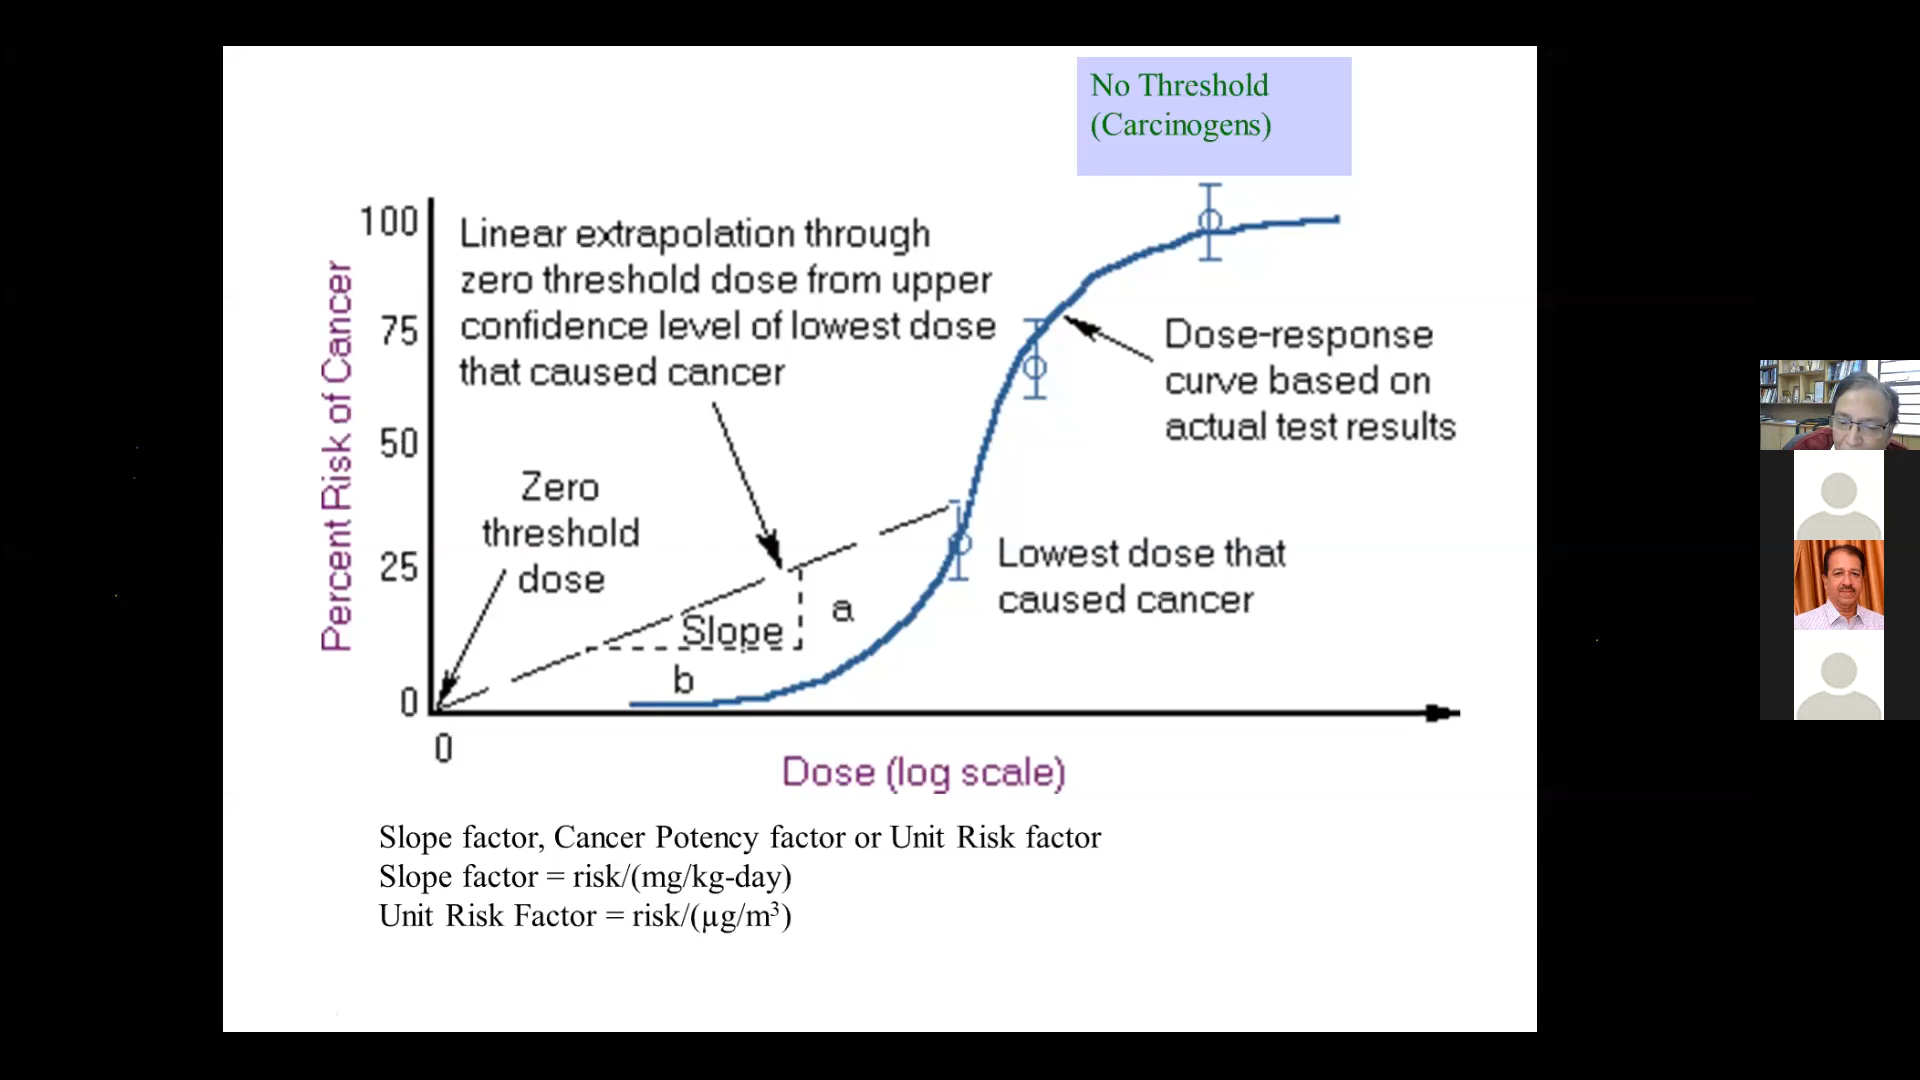 No Threshold
(Carcinogens)
100
75
50
25
0
Percent Risk of Cancer
Linear extrapolation through
zero threshold dose from upper
confidence level of lowest dose
that caused cancer
Dose-response
curve based on
actual test results
Zero
threshold
dose
Lowest dose that
caused cancer
Slope
a
b
0
Dose (log scale)
Slope factor, Cancer Potency factor or Unit Risk factor
Slope factor = risk/(mg/kg-day)
Unit Risk Factor = risk/(µg/m³)